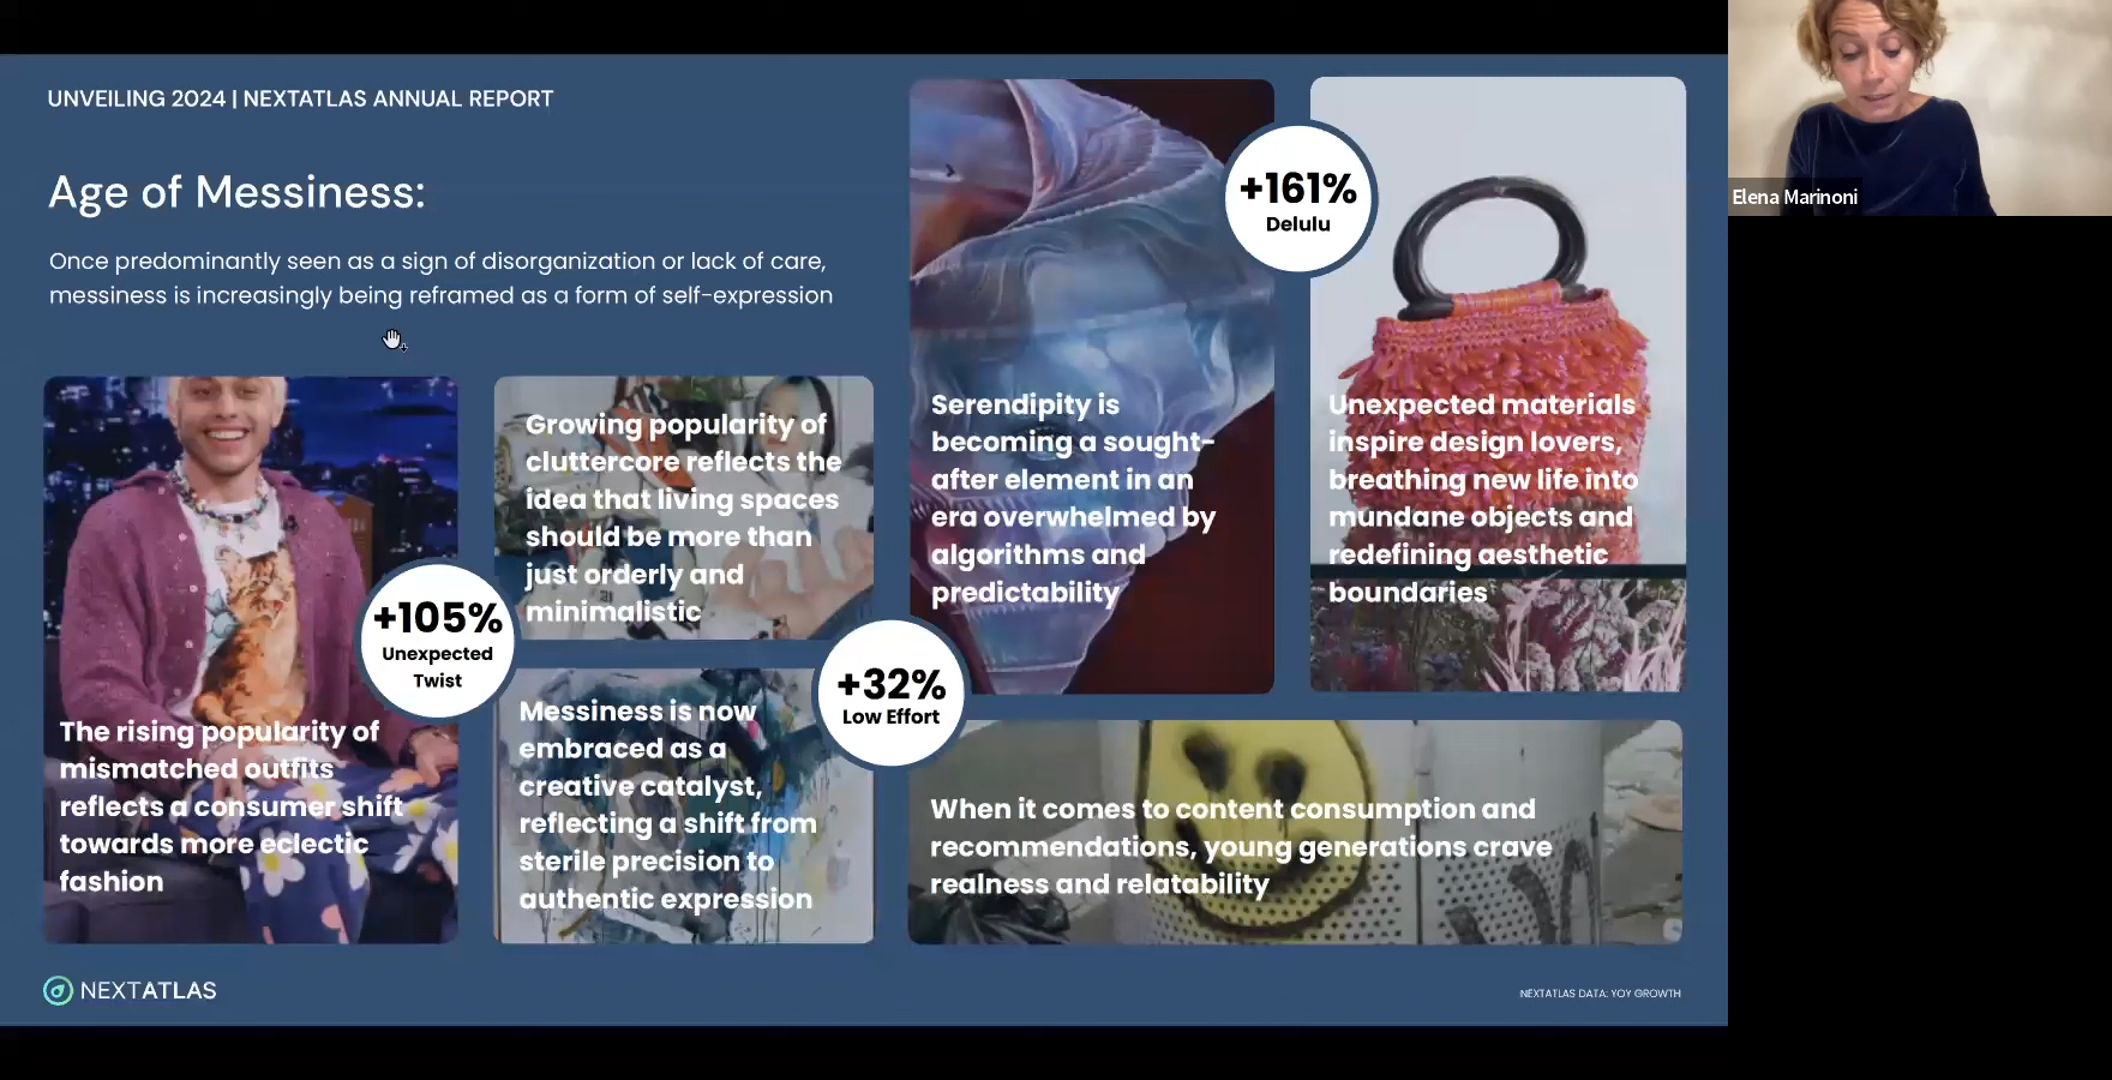 UNVEILING 2024 | NEXTATLAS ANNUAL REPORT
Age of Messiness:
Once predominantly seen as a sign of disorganization or lack of care,
messiness is increasingly being reframed as a form of self-expression
The rising popularity of
mismatched outfits
reflects a consumer shift
towards more eclectic
fashion
+105%
Unexpected
Twist
Growing popularity of
cluttercore reflects the
idea that living spaces
should be more than
just orderly and
minimalistic
Messiness is now
embraced as a
creative catalyst,
reflecting a shift from
sterile precision to
authentic expression
+32%
Low Effort
Serendipity is
becoming a sought-
after element in an
era overwhelmed by
algorithms and
predictability
+161%
Delulu
Unexpected materials
inspire design lovers,
breathing new life into
mundane objects and
redefining aesthetic
boundaries
When it comes to content consumption and
recommendations, young generations crave
realness and relatability
NEXTATLAS
NEXTATLAS DATA: YOY GROWTH
Elena Marinoni